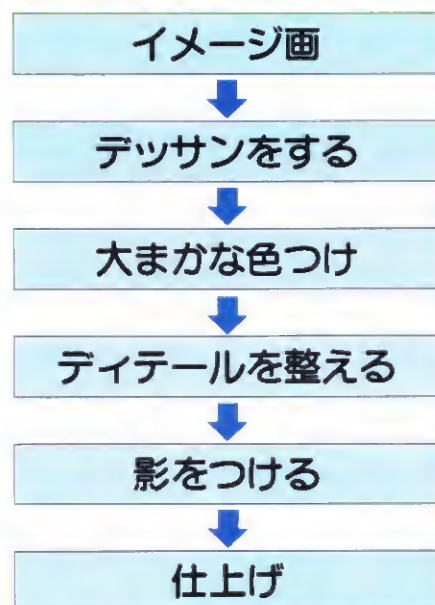 イメージ画
デッサンをする
大まかな色つけ
ディテールを整える
影をつける
仕上げ